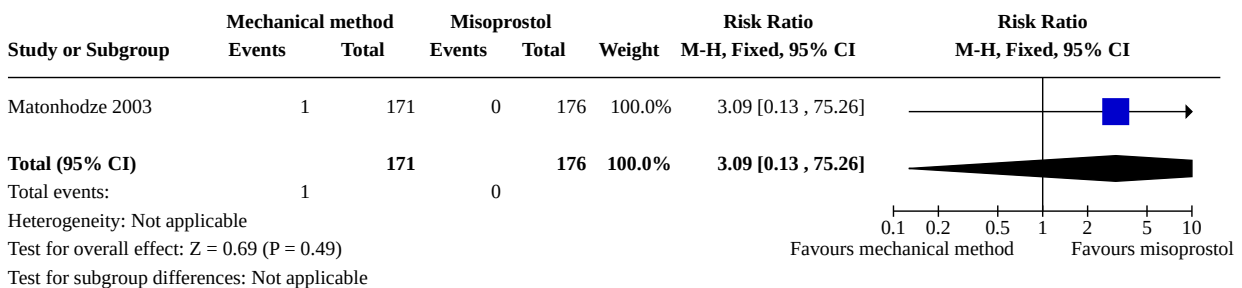 Mechanical method Misoprostol Risk Ratio Risk Ratio
Study or Subgroup Events Total Events Total Weight M-H, Fixed, 95% CI M-H, Fixed, 95% CI
Matonhodze 2003 1 171 0 176 100.0% 3.09 [0.13 , 75.26]
Total (95% CI) 171 176 100.0% 3.09 [0.13 , 75.26]
Total events: 1 0
Heterogeneity: Not applicable
0.1 0.2 0.5 1 2 5 10
Test for overall effect: Z = 0.69 (P = 0.49) Favours mechanical method Favours misoprostol
Test for subgroup differences: Not applicable